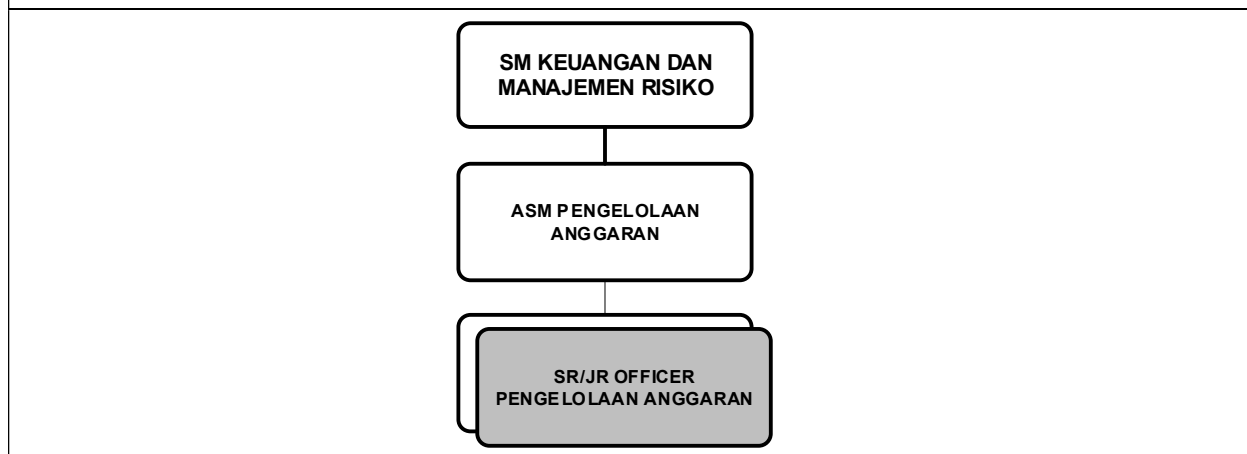 SM KEUANGAN DAN
MANAJEMEN RISIKO
ASM PENGELOLAAN
ANGGARAN
SR/JR OFFICER
PENGELOLAAN ANGGARAN